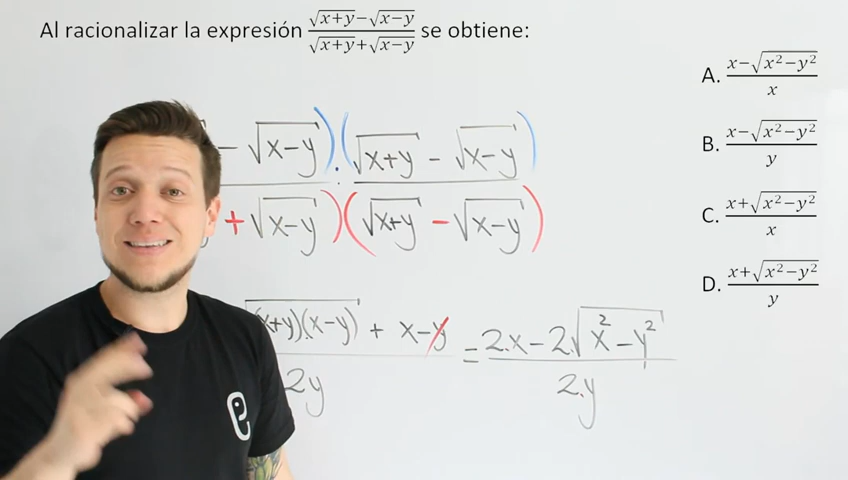 Al racionalizar la expresión (√(x+y)−√(x−y))/(√(x+y)+√(x−y)) se obtiene:
A. (x−√(x²−y²))/x
B. (x−√(x²−y²))/y
C. (x+√(x²−y²))/x
D. (x+√(x²−y²))/y
− √(x−y) ) · ( √(x+y) − √(x−y) )
+ √(x−y) ) ( √(x+y) − √(x−y) )
√((x+y)(x−y)) + x−y
2y
= (2.x − 2√(x²−y²))/(2.y)